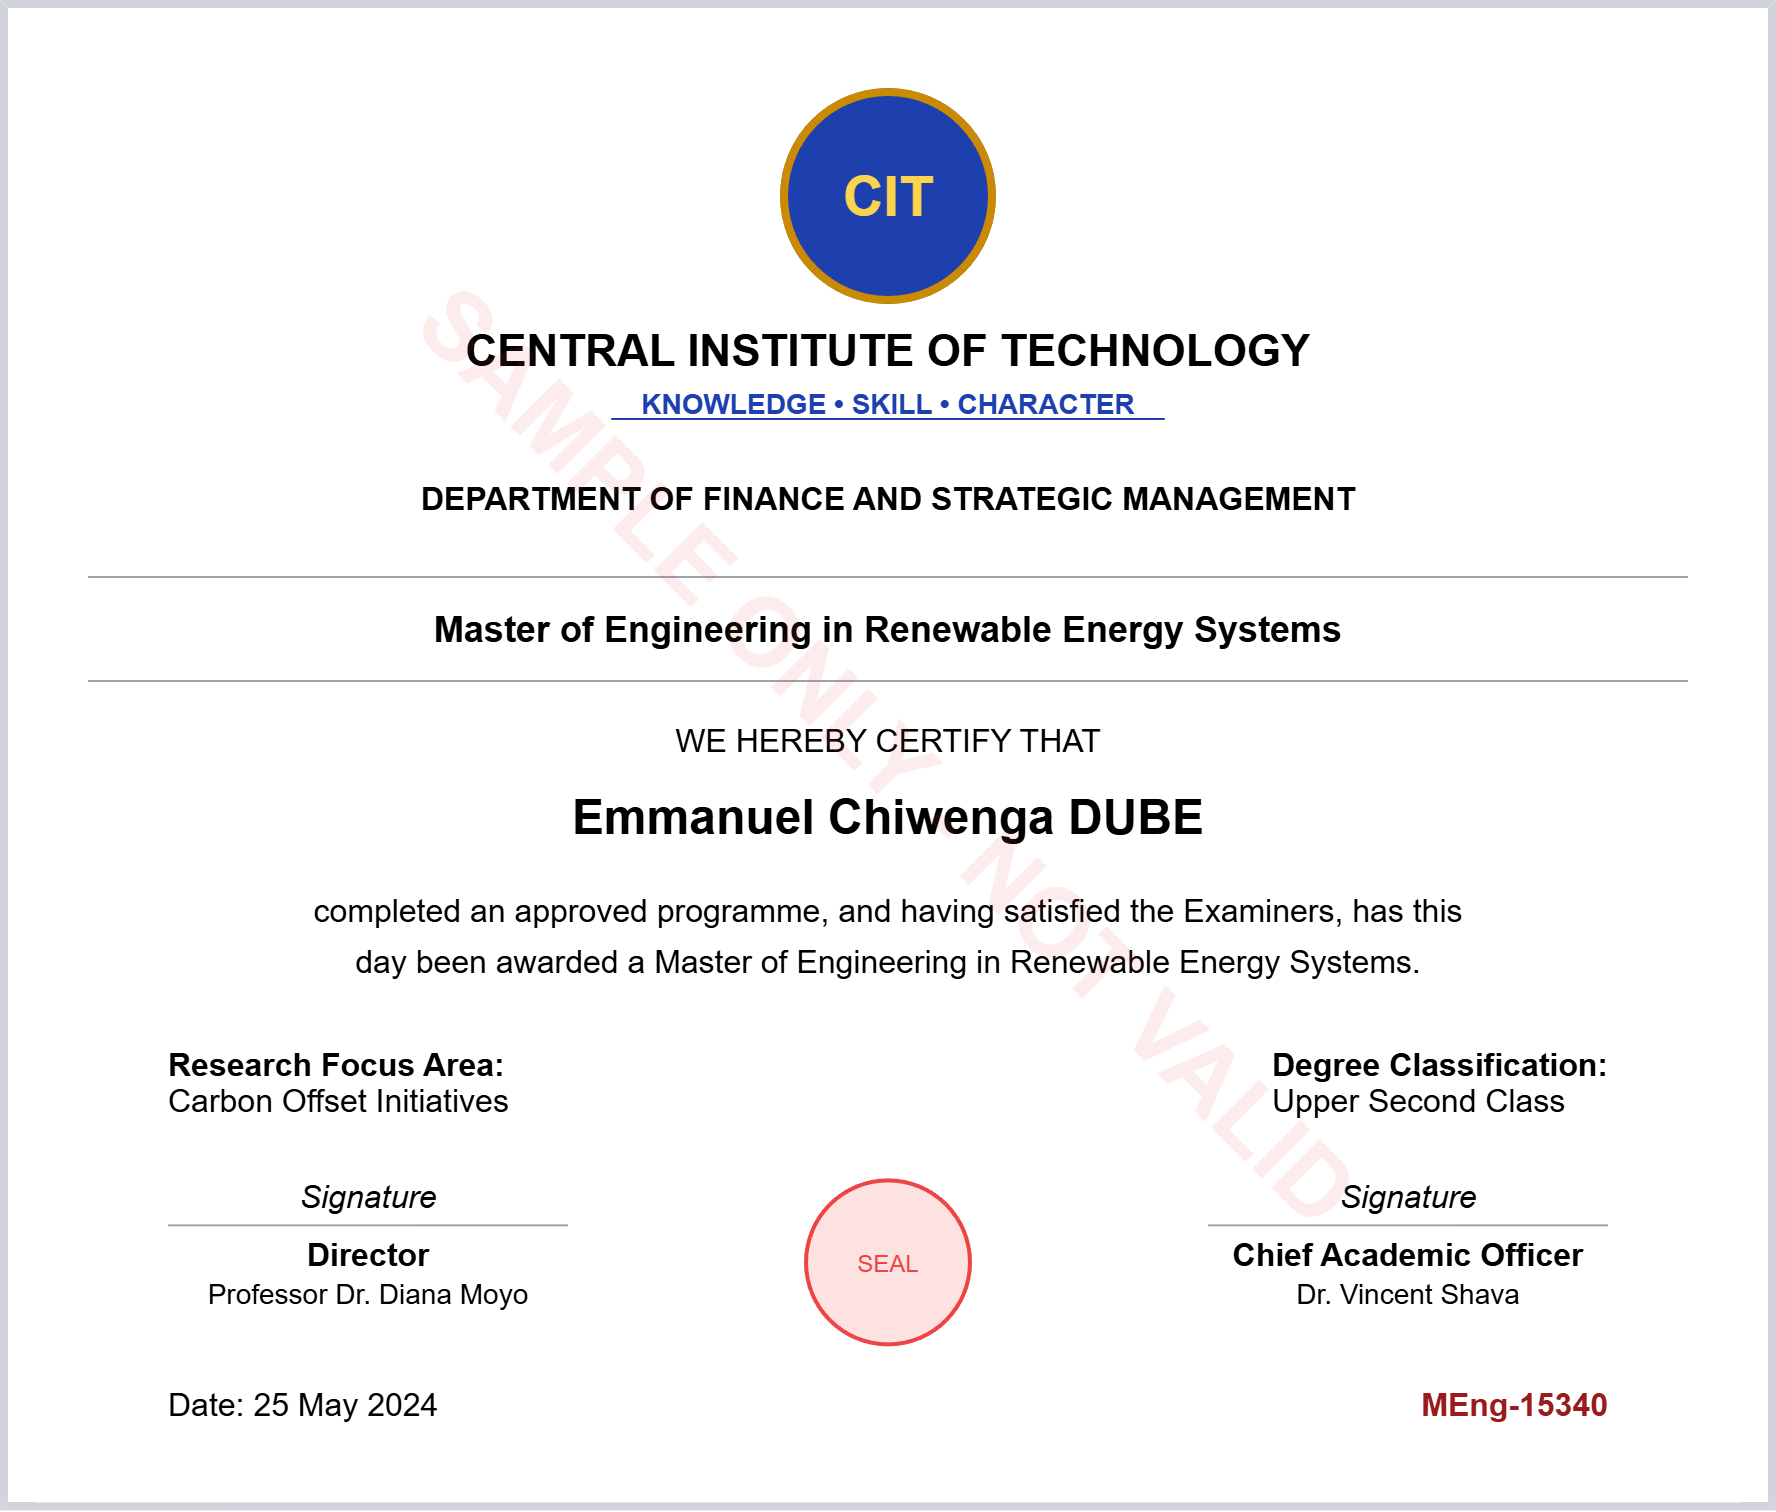 CIT
CENTRAL INSTITUTE OF TECHNOLOGY
KNOWLEDGE • SKILL • CHARACTER
DEPARTMENT OF FINANCE AND STRATEGIC MANAGEMENT
Master of Engineering in Renewable Energy Systems
WE HEREBY CERTIFY THAT
Emmanuel Chiwenga DUBE
completed an approved programme, and having satisfied the Examiners, has this
day been awarded a Master of Engineering in Renewable Energy Systems.
Research Focus Area:
Carbon Offset Initiatives
Degree Classification:
Upper Second Class
Signature
Director
Professor Dr. Diana Moyo
SEAL
Signature
Chief Academic Officer
Dr. Vincent Shava
Date: 25 May 2024
MEng-15340
SAMPLE ONLY - NOT VALID